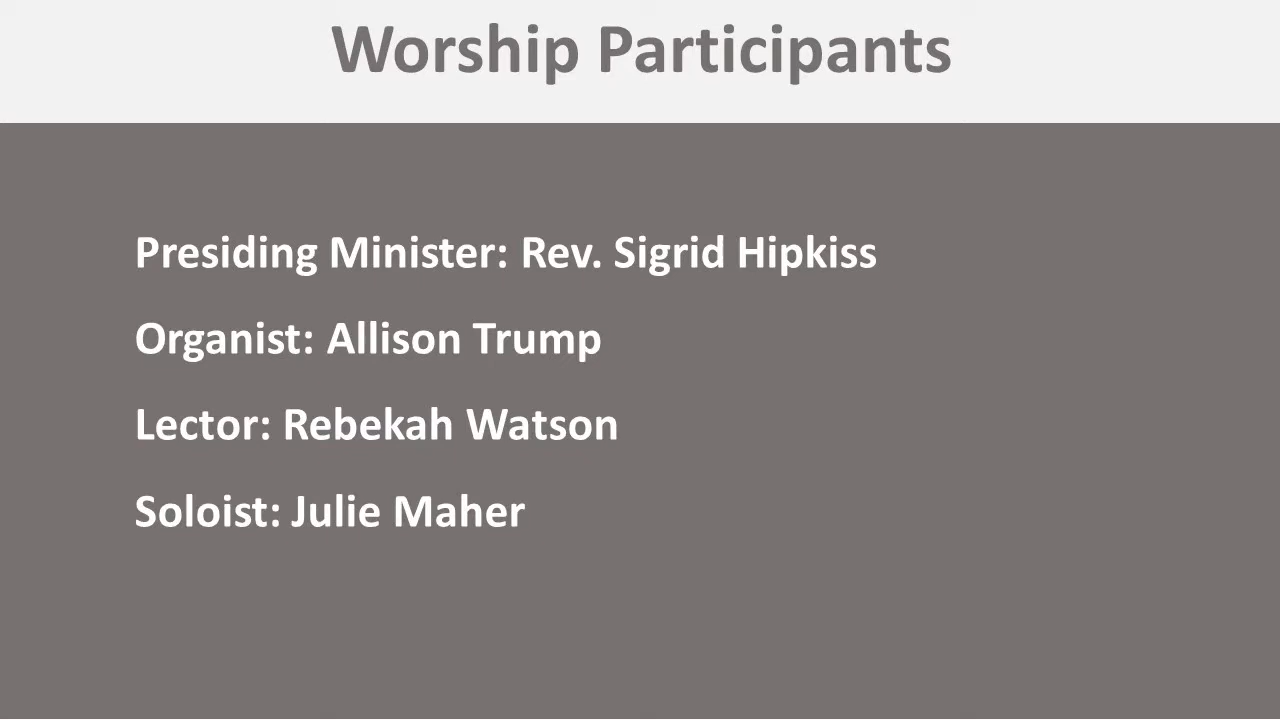 Worship Participants
Presiding Minister: Rev. Sigrid Hipkiss
Organist: Allison Trump
Lector: Rebekah Watson
Soloist: Julie Maher